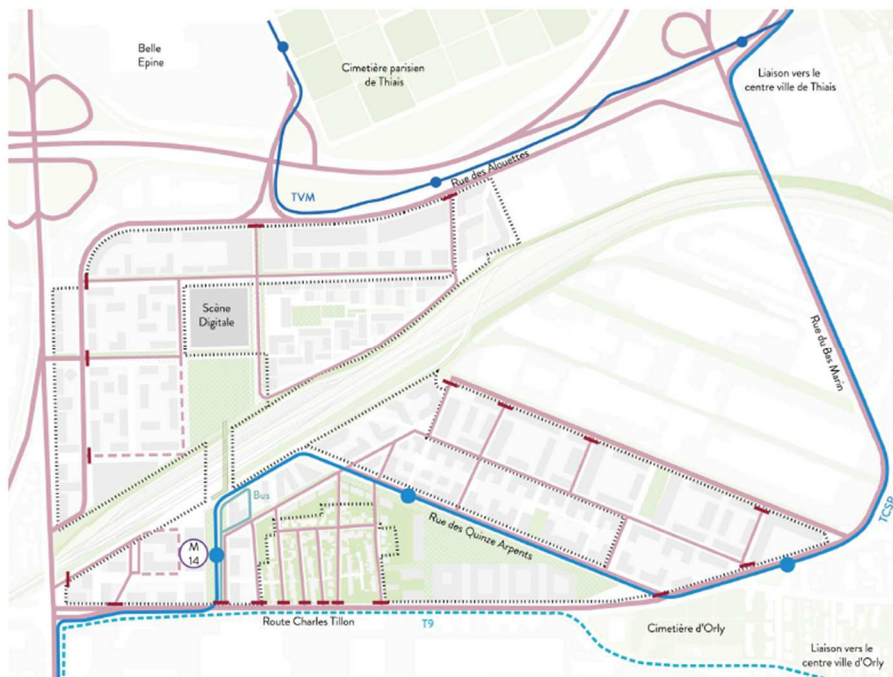 Belle
Epine
Cimetière parisien
de Thiais
Liaison vers le
centre ville de Thiais
Rue des Alouettes
TVM
Scène
Digitale
Rue du Bas Marin
Bus
Rue des Quinze Arpents
TCSP
M
14
Route Charles Tillon
T9
Cimetière d'Orly
Liaison vers le
centre ville d'Orly